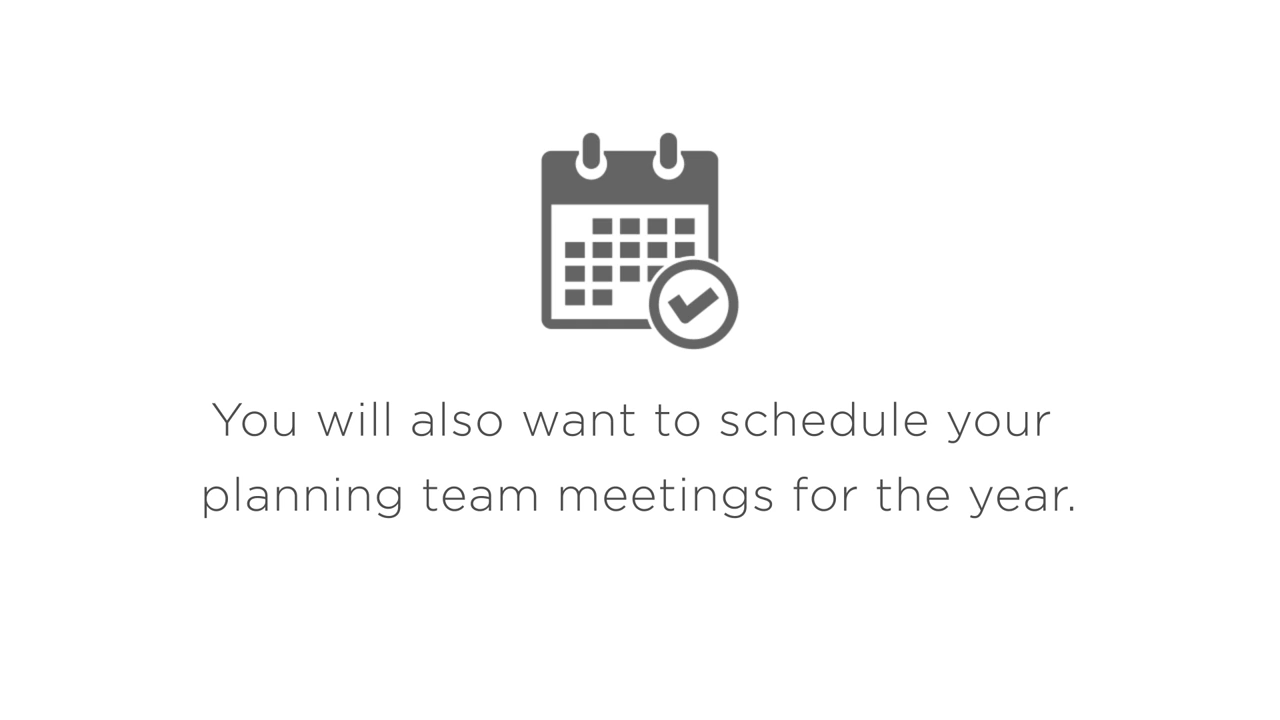 You will also want to schedule your
planning team meetings for the year.